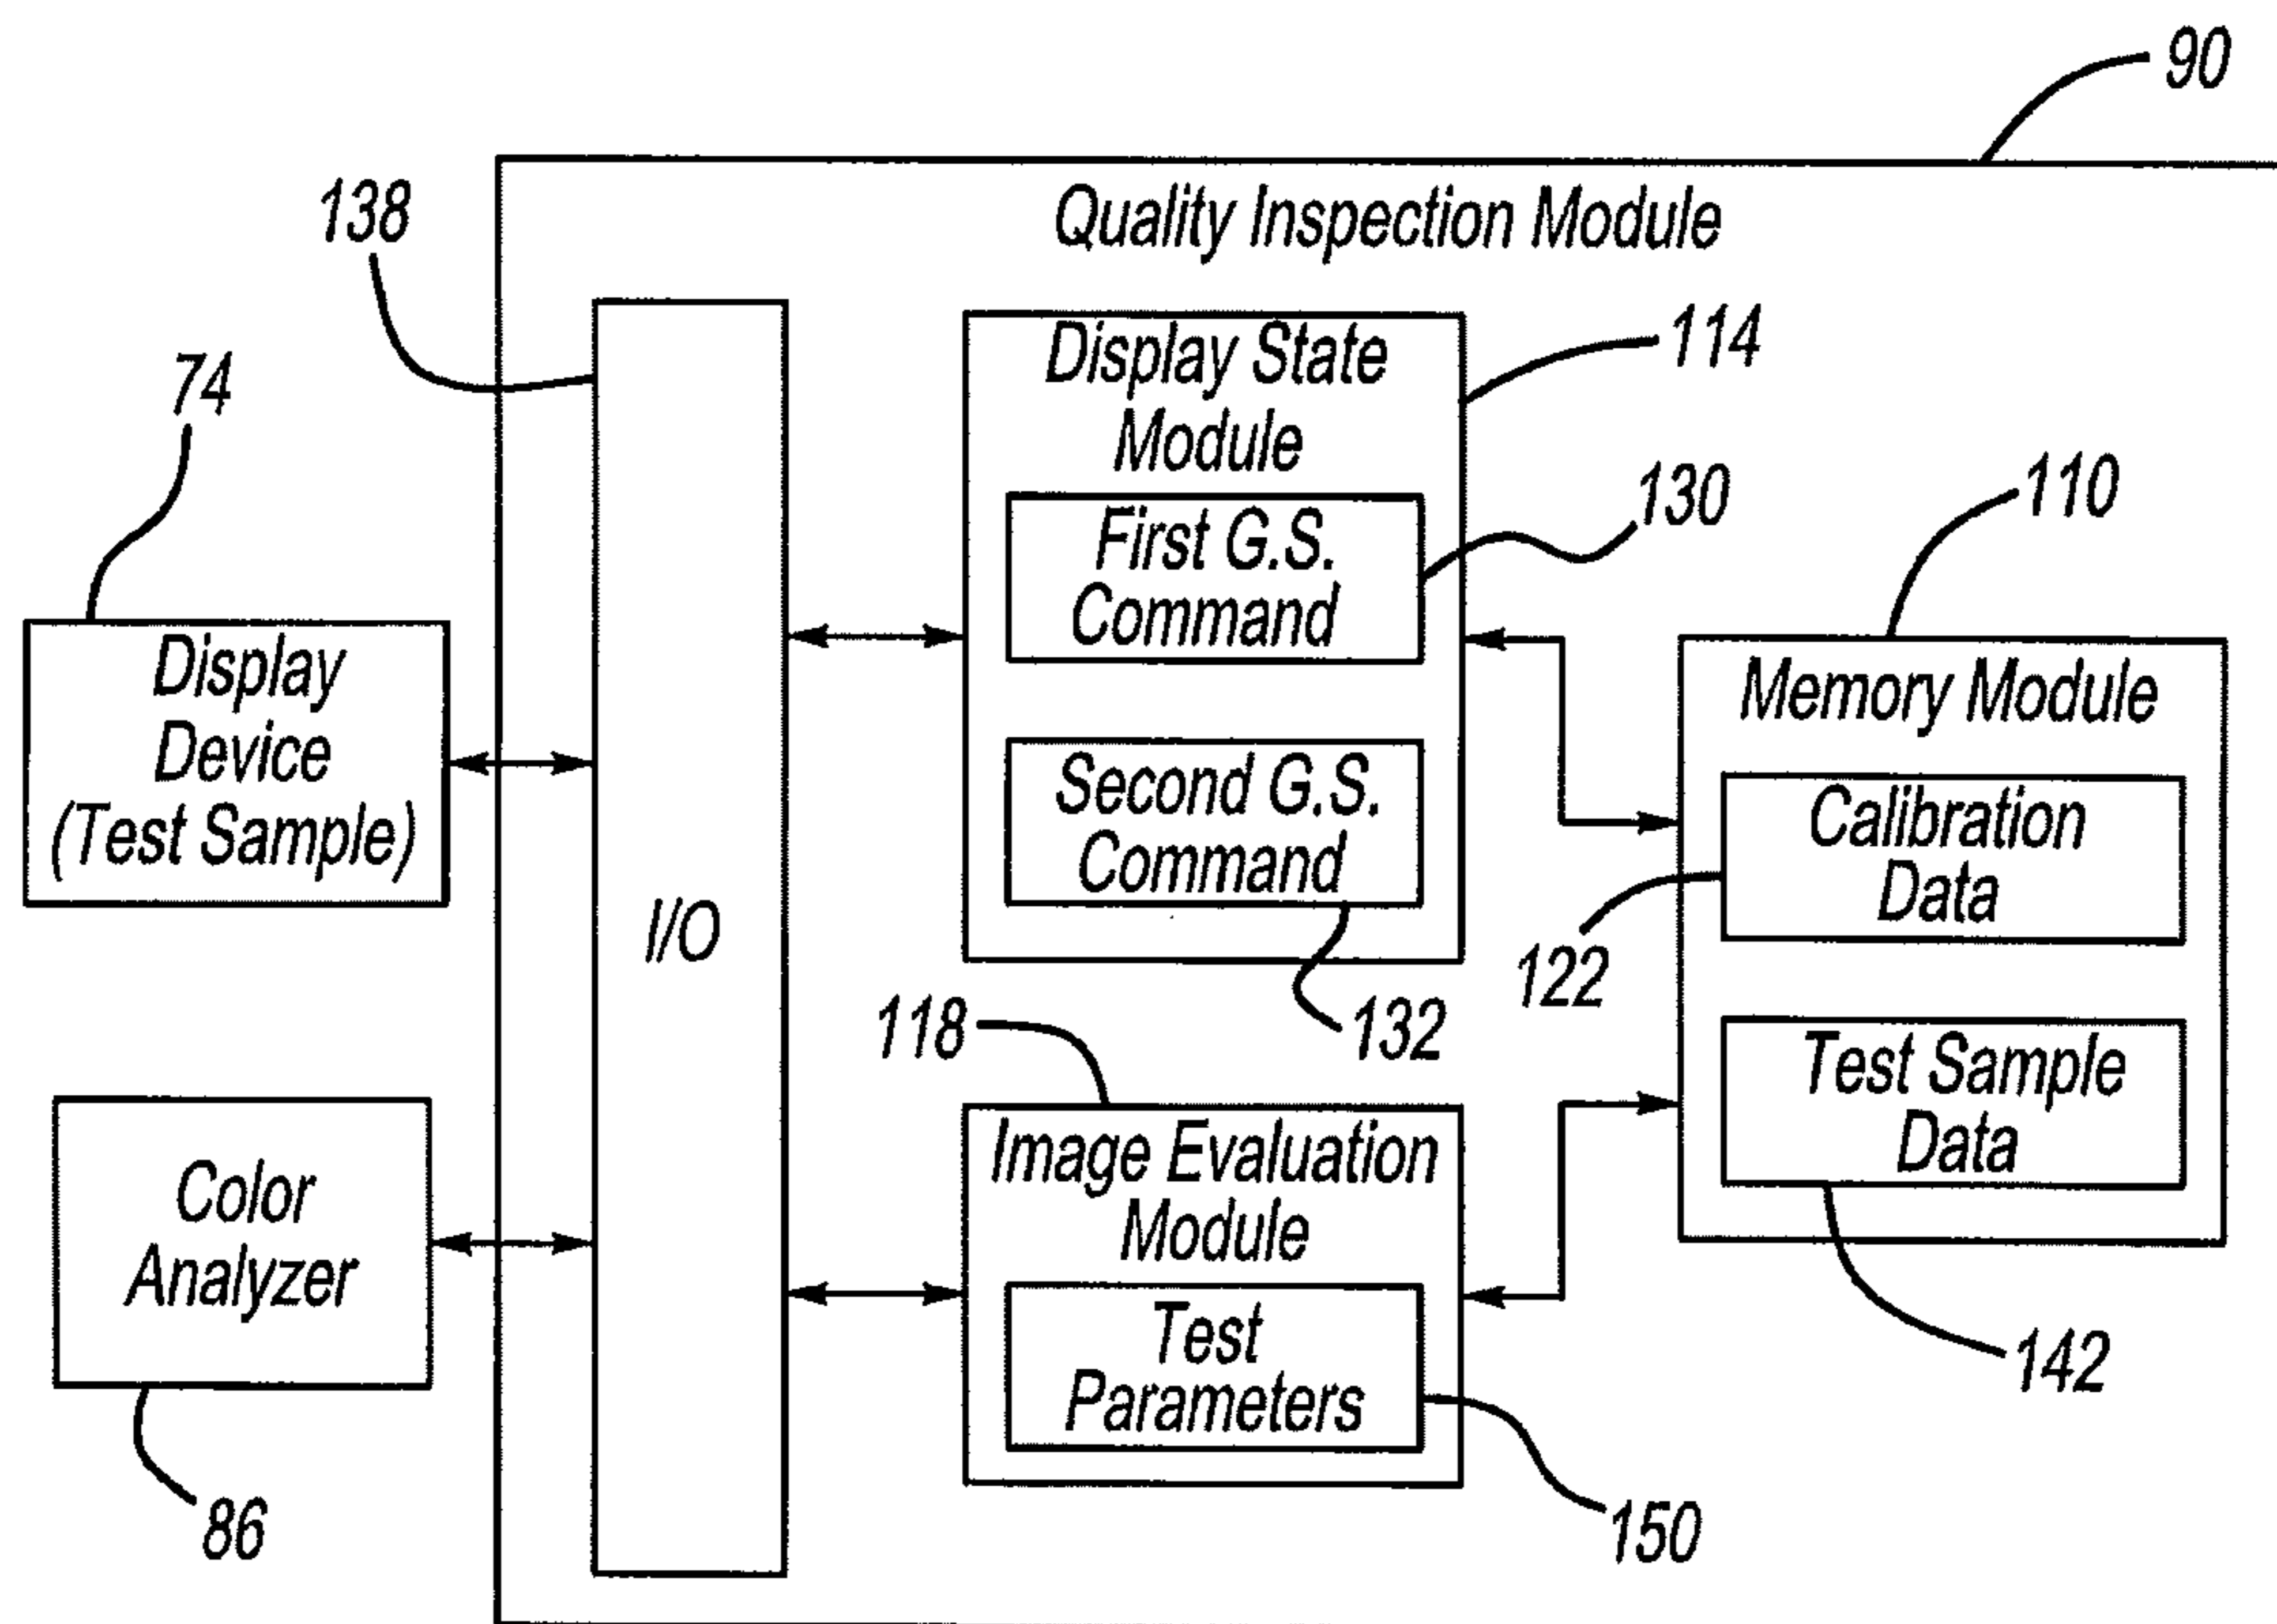 90
Quality Inspection Module
138
74
Display
Device
(Test Sample)
I/O
Display State
Module
114
First G.S.
Command
130
Second G.S.
Command
132
110
Memory Module
Calibration
Data
122
Test Sample
Data
142
118
Image Evaluation
Module
Test
Parameters
150
Color
Analyzer
86